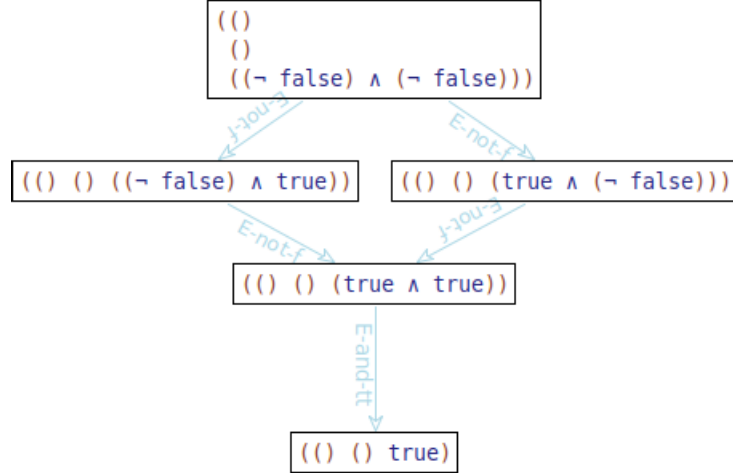 (()
()
((¬ false) ∧ (¬ false)))
E-not-f
E-not-f
(() () ((¬ false) ∧ true))
(() () (true ∧ (¬ false)))
E-not-f
E-not-f
(() () (true ∧ true))
E-and-tt
(() () true)